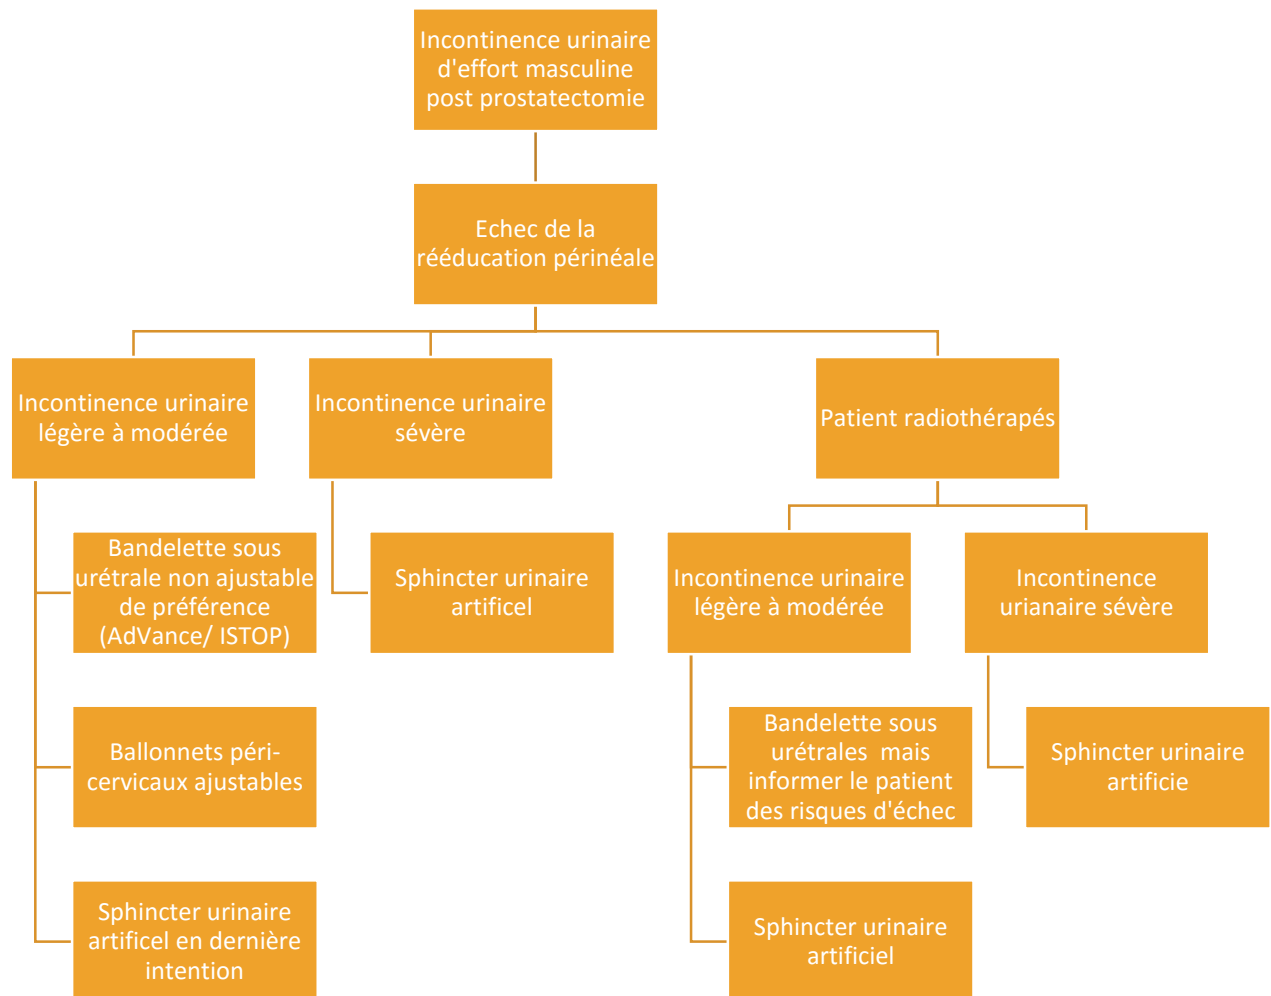 Incontinence urinaire
d'effort masculine
post prostatectomie
Echec de la
rééducation périnéale
Incontinence urinaire
légère à modérée
Incontinence urinaire
sévère
Patient radiothérapés
Bandelette sous
urétrale non ajustable
de préférence
(AdVance/ ISTOP)
Sphincter urinaire
artificel
Incontinence urinaire
légère à modérée
Incontinence
urianaire sévère
Ballonnets péri-
cervicaux ajustables
Bandelette sous
urétrales mais
informer le patient
des risques d'échec
Sphincter urinaire
artificie
Sphincter urinaire
artificel en dernière
intention
Sphincter urinaire
artificiel